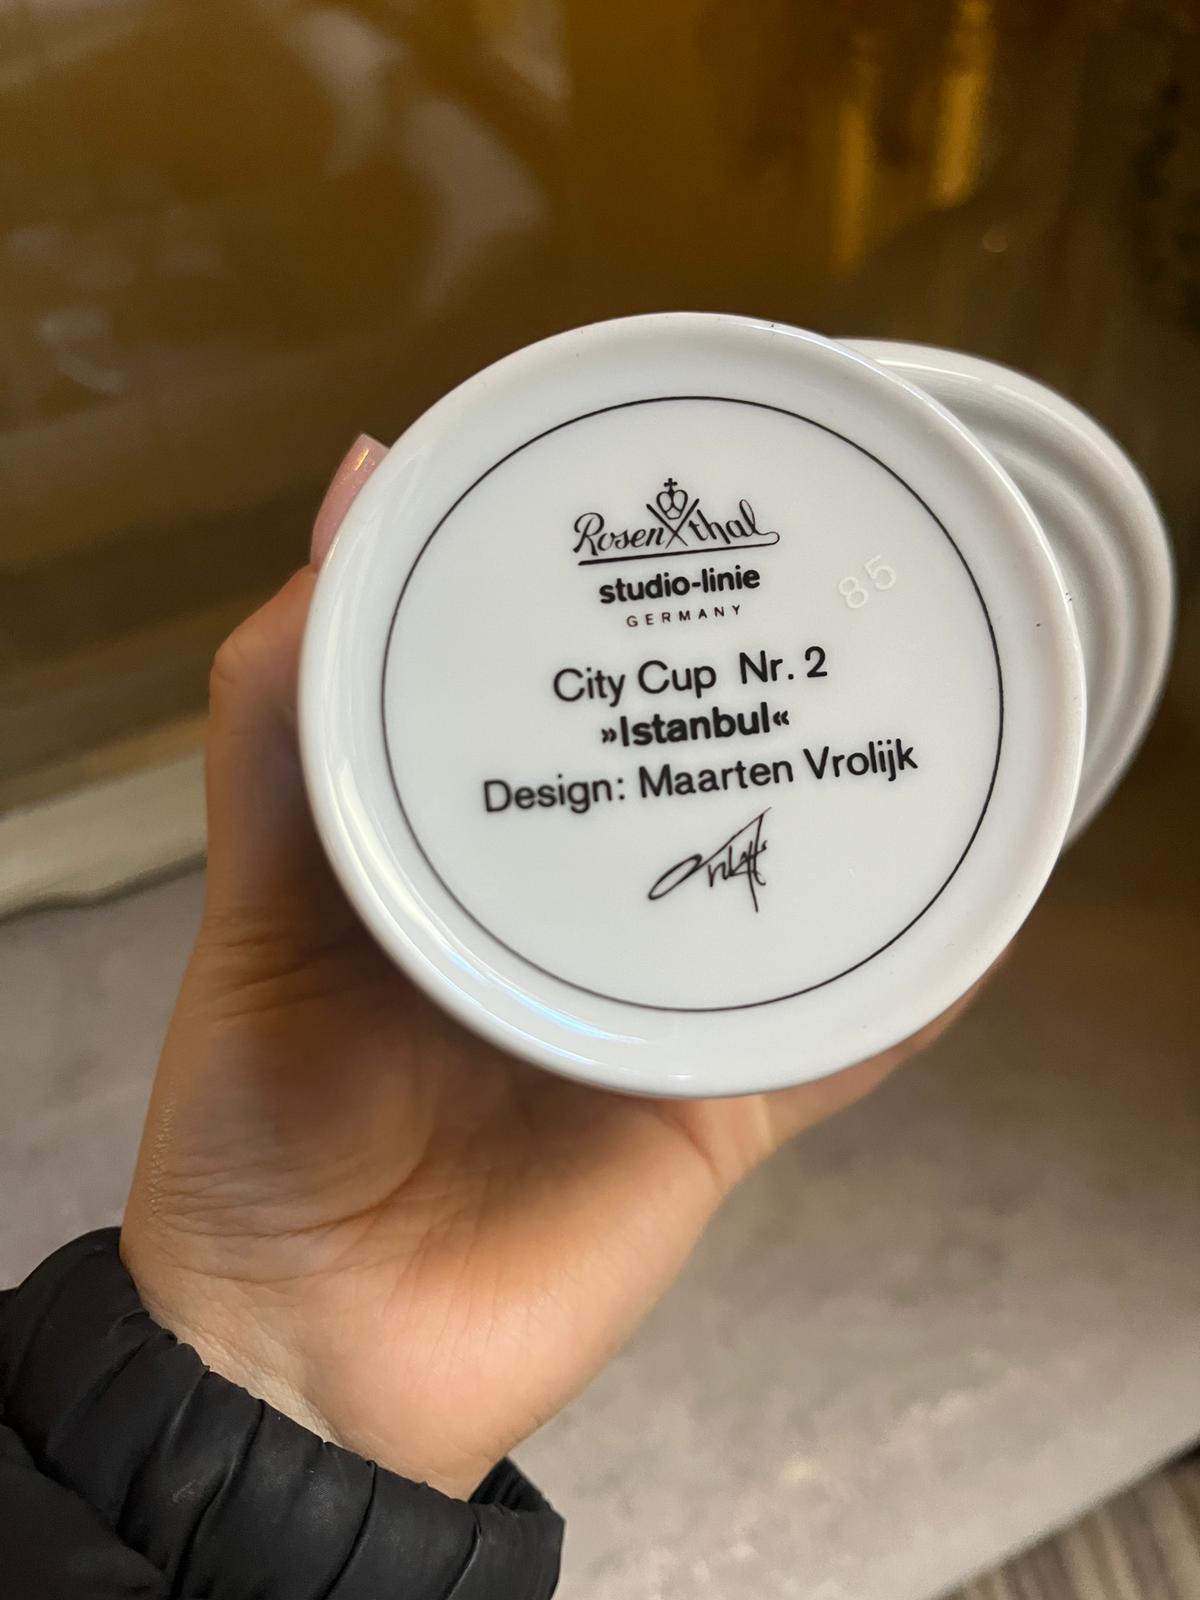 Rosenthal
studio-linie
GERMANY
85
City Cup Nr. 2
»Istanbul«
Design: Maarten Vrolijk